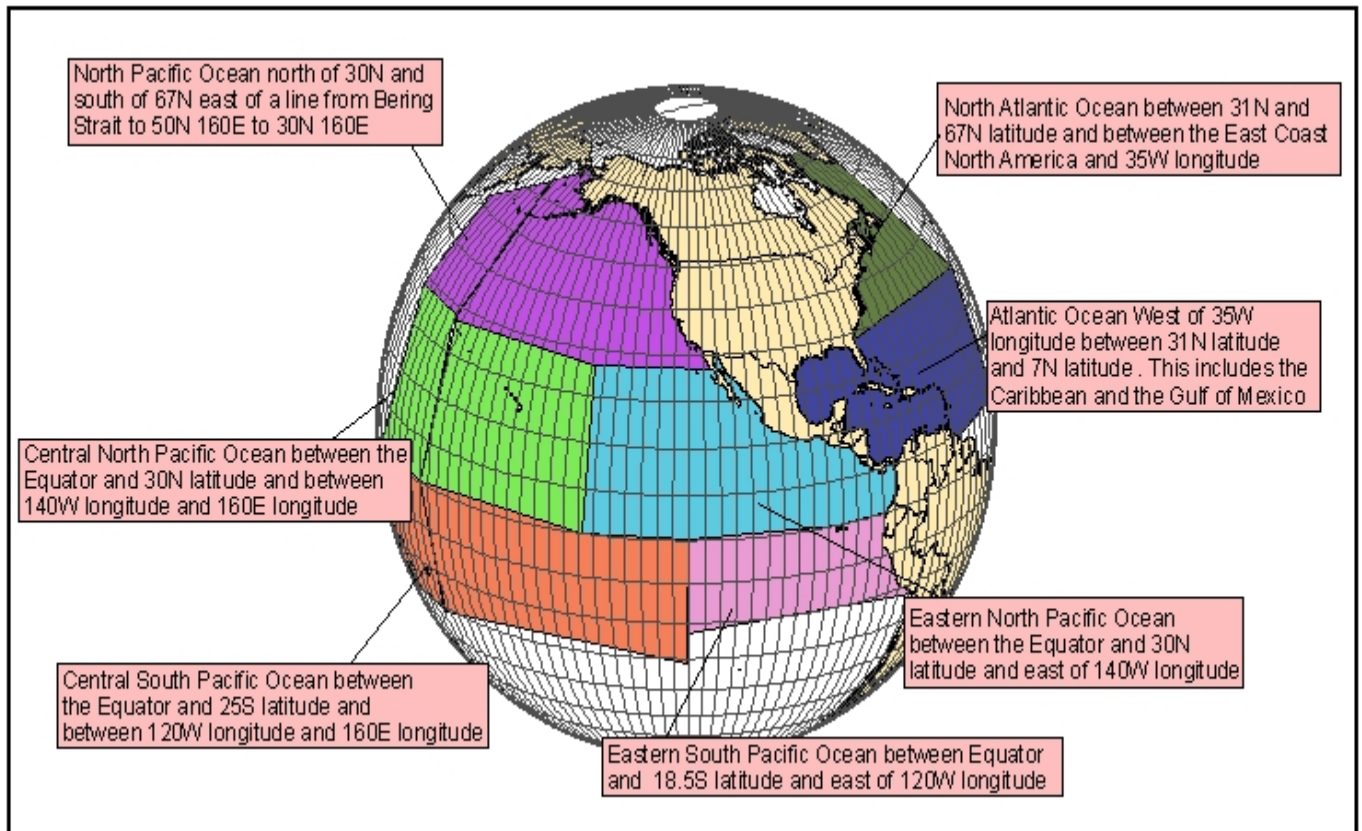 North Pacific Ocean north of 30N and
south of 67N east of a line from Bering
Strait to 50N 160E to 30N 160E
North Atlantic Ocean between 31N and
67N latitude and between the East Coast
North America and 35W longitude
Atlantic Ocean West of 35W
longitude between 31N latitude
and 7N latitude . This includes the
Caribbean and the Gulf of Mexico
Central North Pacific Ocean between the
Equator and 30N latitude and between
140W longitude and 160E longitude
Eastern North Pacific Ocean
between the Equator and 30N
latitude and east of 140W longitude
Central South Pacific Ocean between
the Equator and 25S latitude and
between 120W longitude and 160E longitude
Eastern South Pacific Ocean between Equator
and 18.5S latitude and east of 120W longitude